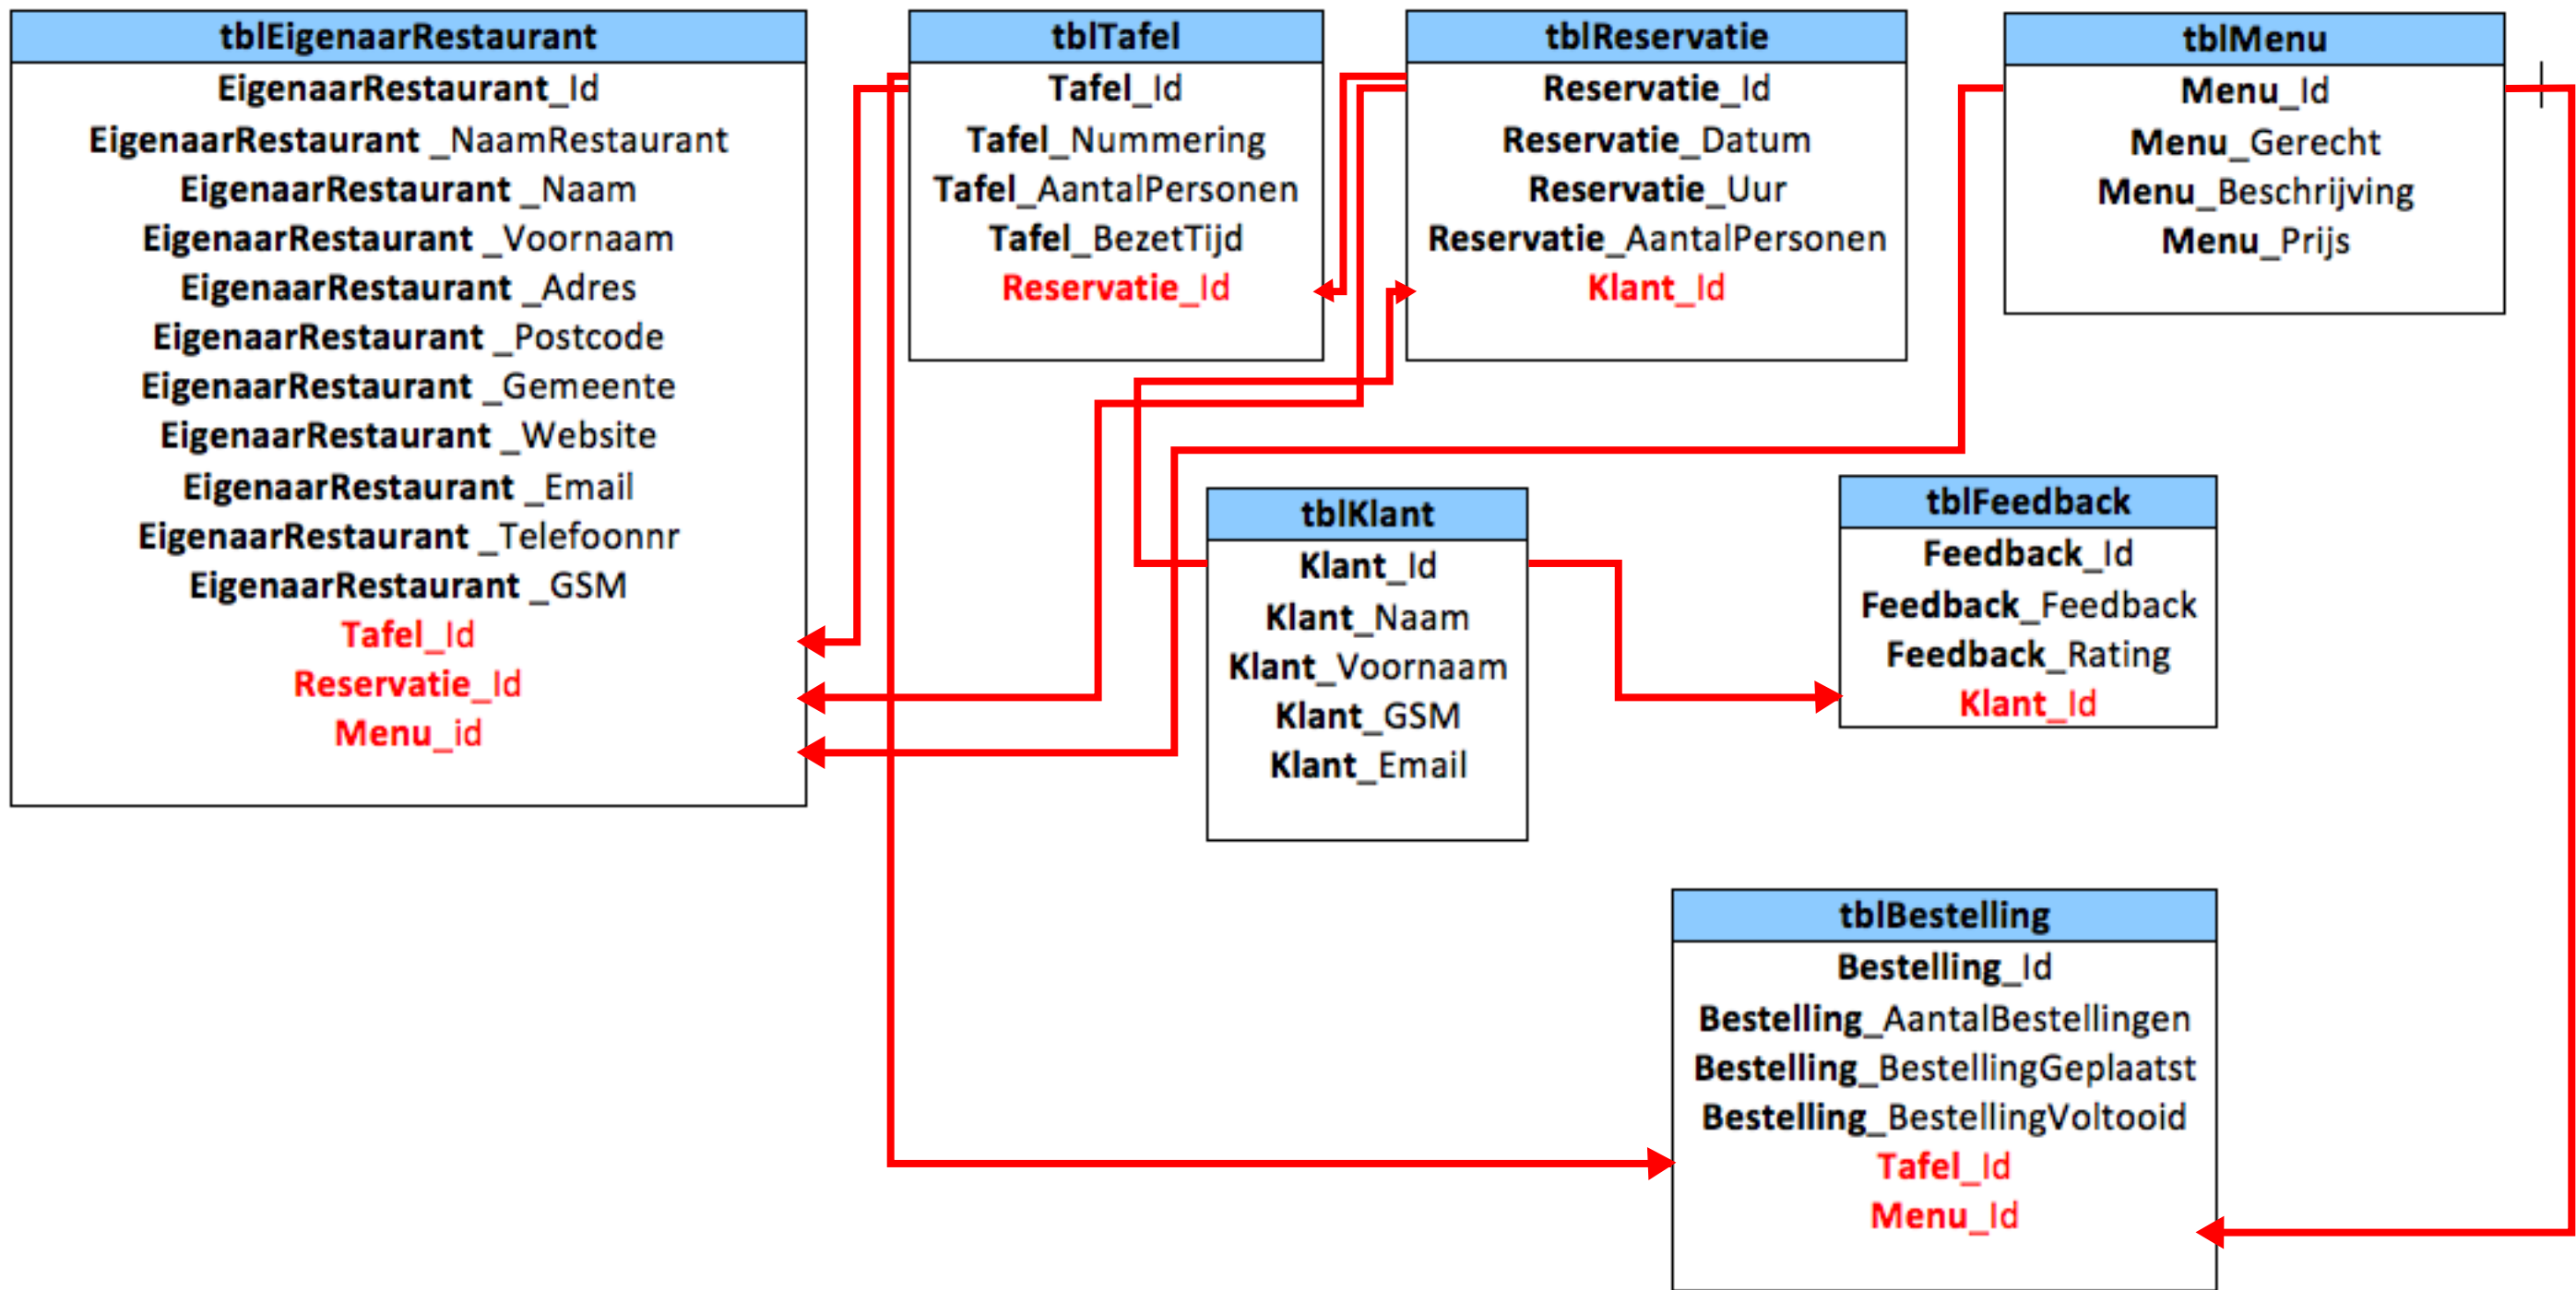 tblEigenaarRestaurant
EigenaarRestaurant_Id
EigenaarRestaurant _NaamRestaurant
EigenaarRestaurant _Naam
EigenaarRestaurant _Voornaam
EigenaarRestaurant _Adres
EigenaarRestaurant _Postcode
EigenaarRestaurant _Gemeente
EigenaarRestaurant _Website
EigenaarRestaurant _Email
EigenaarRestaurant _Telefoonnr
EigenaarRestaurant _GSM
Tafel_Id
Reservatie_Id
Menu_id
tblTafel
Tafel_Id
Tafel_Nummering
Tafel_AantalPersonen
Tafel_BezetTijd
Reservatie_Id
tblReservatie
Reservatie_Id
Reservatie_Datum
Reservatie_Uur
Reservatie_AantalPersonen
Klant_Id
tblMenu
Menu_Id
Menu_Gerecht
Menu_Beschrijving
Menu_Prijs
tblKlant
Klant_Id
Klant_Naam
Klant_Voornaam
Klant_GSM
Klant_Email
tblFeedback
Feedback_Id
Feedback_Feedback
Feedback_Rating
Klant_Id
tblBestelling
Bestelling_Id
Bestelling_AantalBestellingen
Bestelling_BestellingGeplaatst
Bestelling_BestellingVoltooid
Tafel_Id
Menu_Id